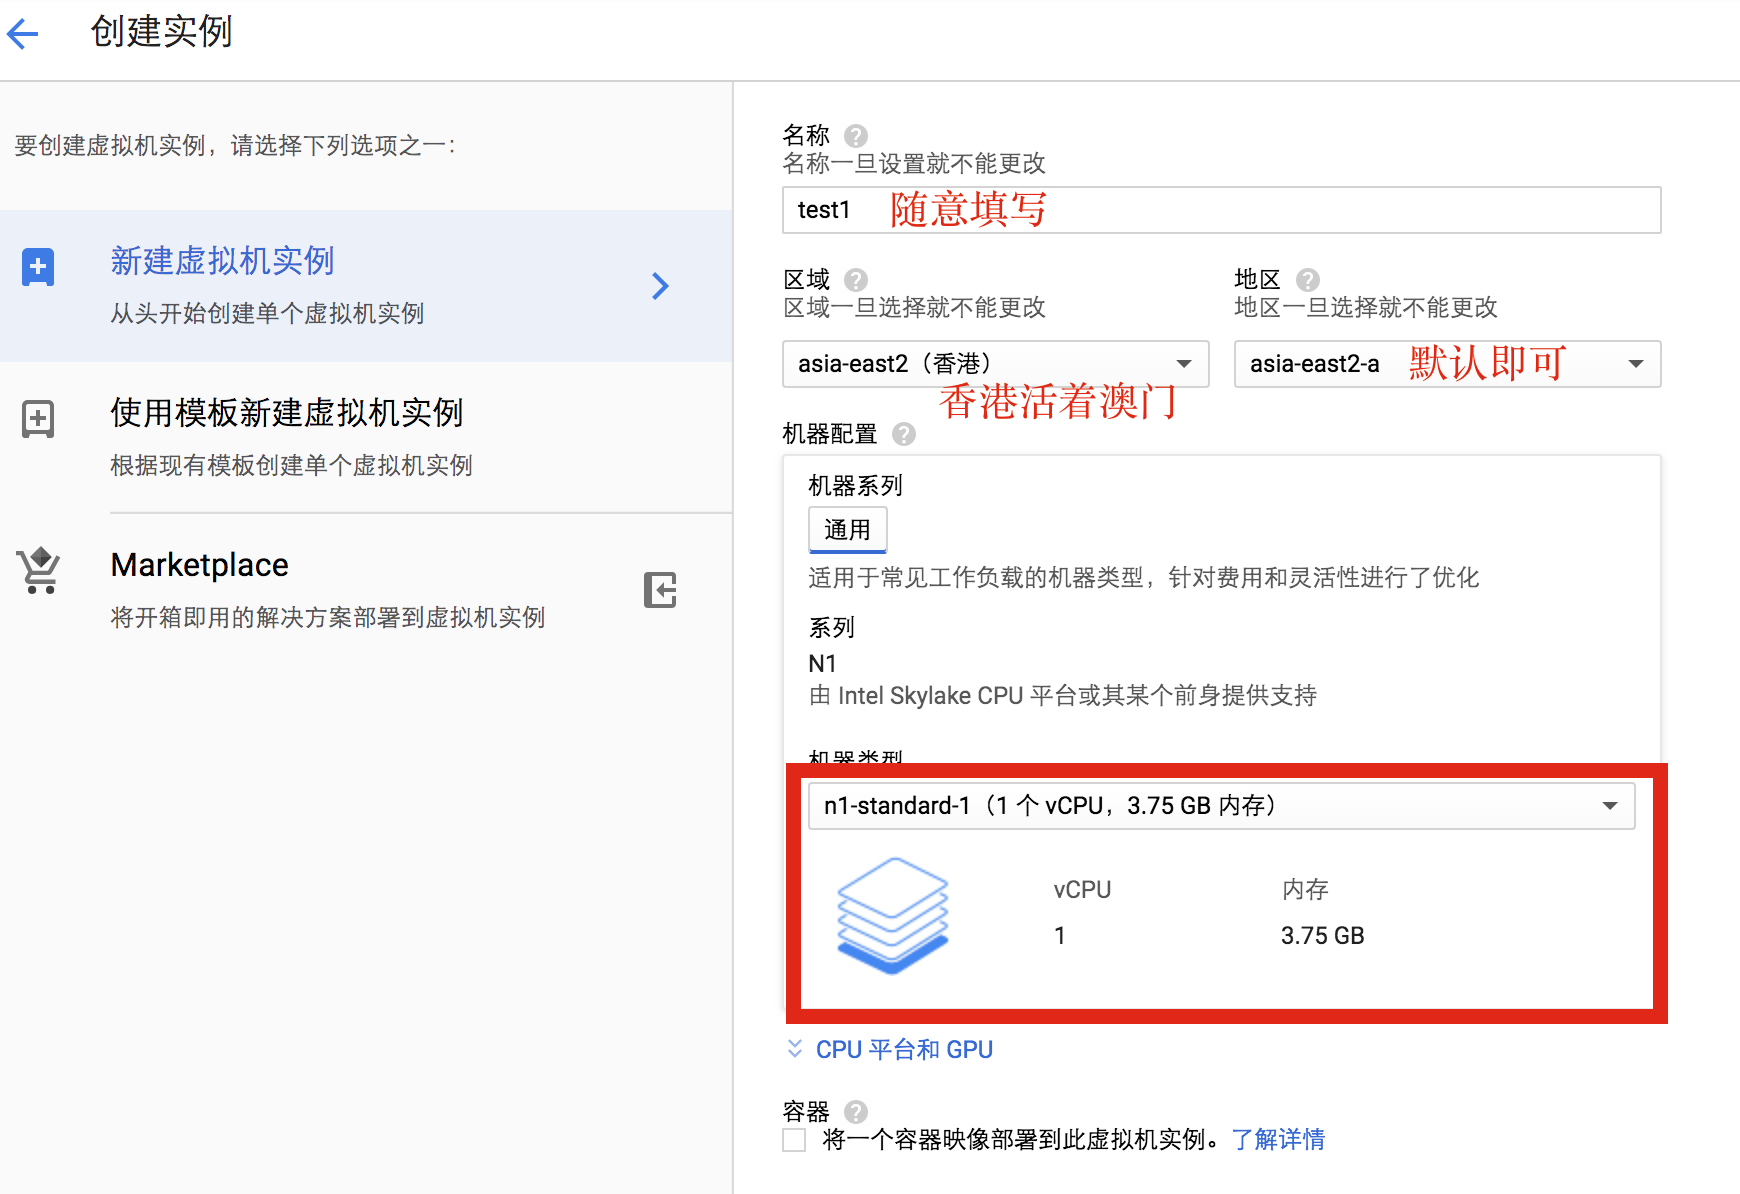 创建实例
要创建虚拟机实例，请选择下列选项之一：
新建虚拟机实例
从头开始创建单个虚拟机实例
使用模板新建虚拟机实例
根据现有模板创建单个虚拟机实例
Marketplace
将开箱即用的解决方案部署到虚拟机实例
名称
名称一旦设置就不能更改
test1 随意填写
区域
区域一旦选择就不能更改
asia-east2（香港）
香港活着澳门
地区
地区一旦选择就不能更改
asia-east2-a 默认即可
机器配置
机器系列
通用
适用于常见工作负载的机器类型，针对费用和灵活性进行了优化
系列
N1
由 Intel Skylake CPU 平台或其某个前身提供支持
机器类型
n1-standard-1（1 个 vCPU，3.75 GB 内存）
vCPU 内存
1 3.75 GB
CPU 平台和 GPU
容器
将一个容器映像部署到此虚拟机实例。了解详情